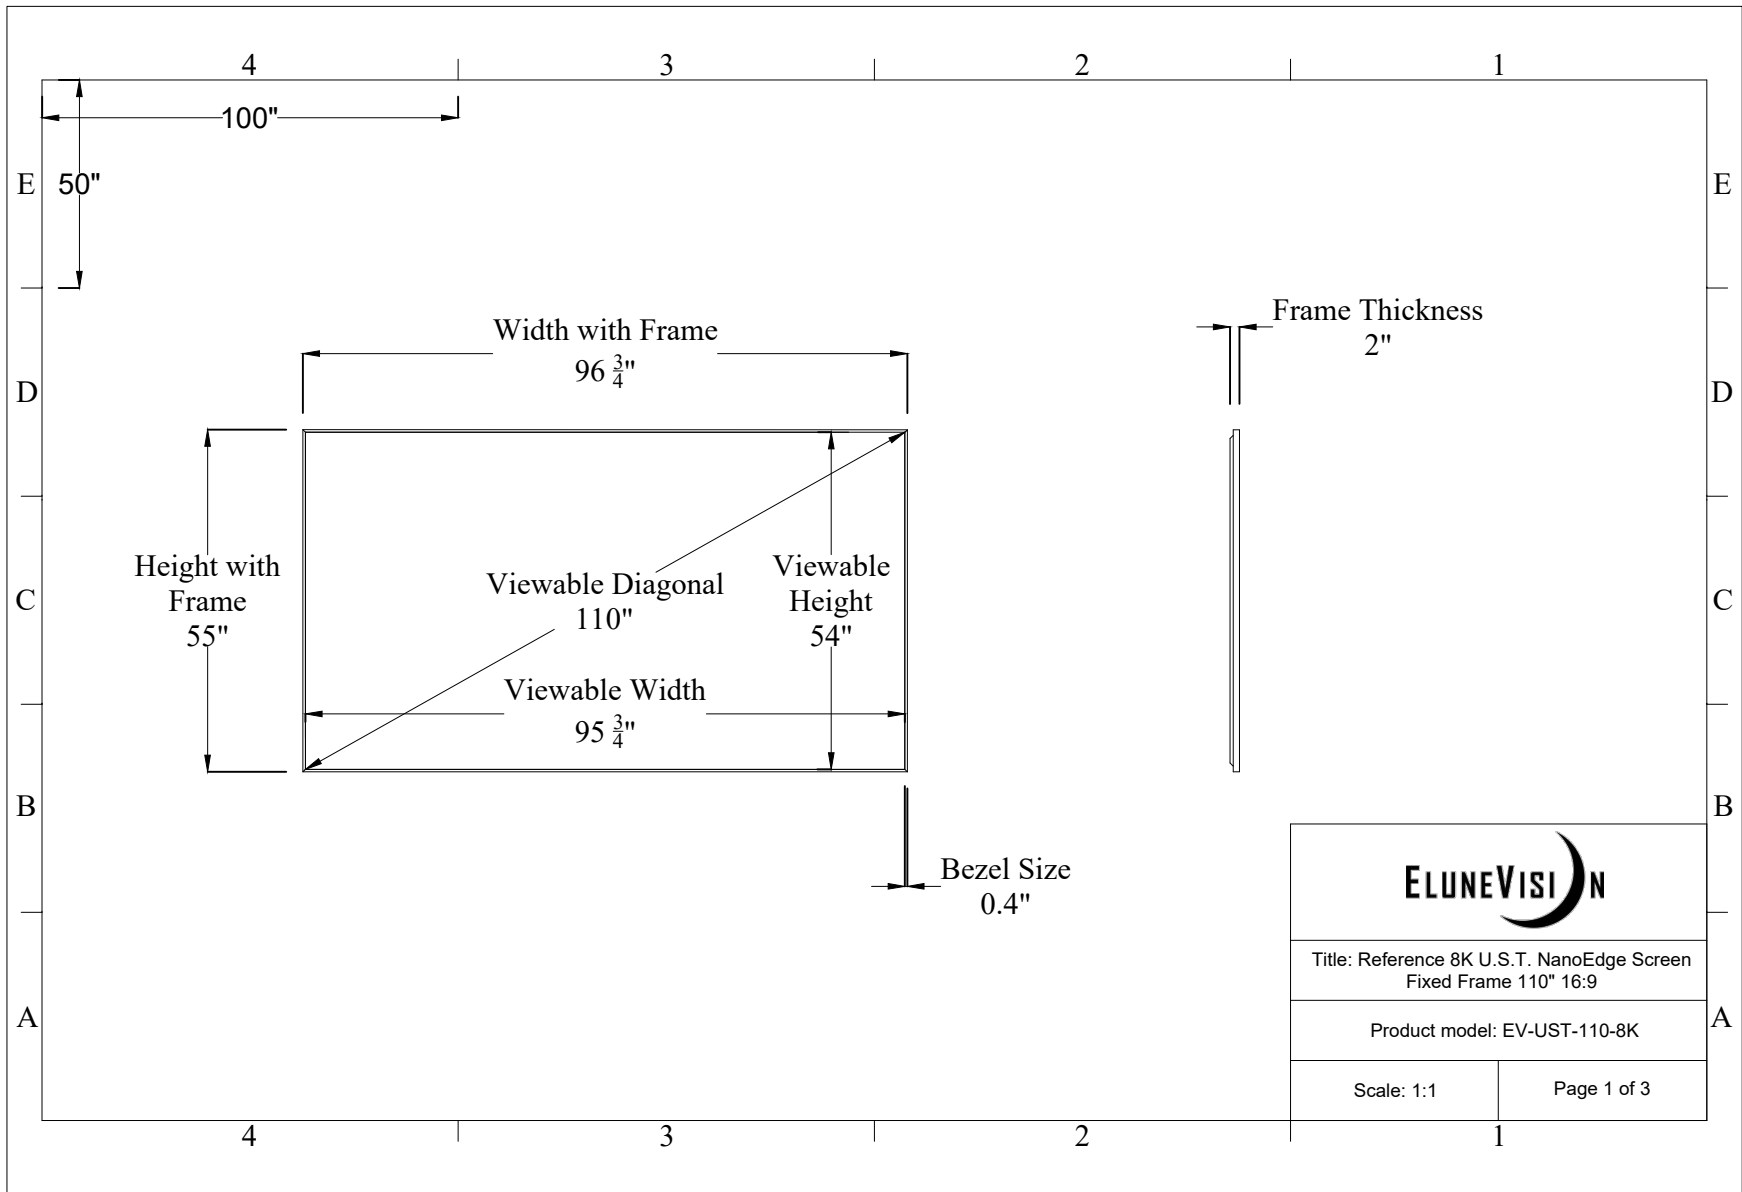 4 3 2 1
100"
E 50" E
Width with Frame
96 3/4"
Frame Thickness
2"
D D
Height with
Frame
55"
Viewable Diagonal
110"
Viewable
Height
54"
C C
Viewable Width
95 3/4"
B B
Bezel Size
0.4"
ELUNEVISION
Title: Reference 8K U.S.T. NanoEdge Screen
Fixed Frame 110" 16:9
A A
Product model: EV-UST-110-8K
Scale: 1:1 Page 1 of 3
4 3 2 1